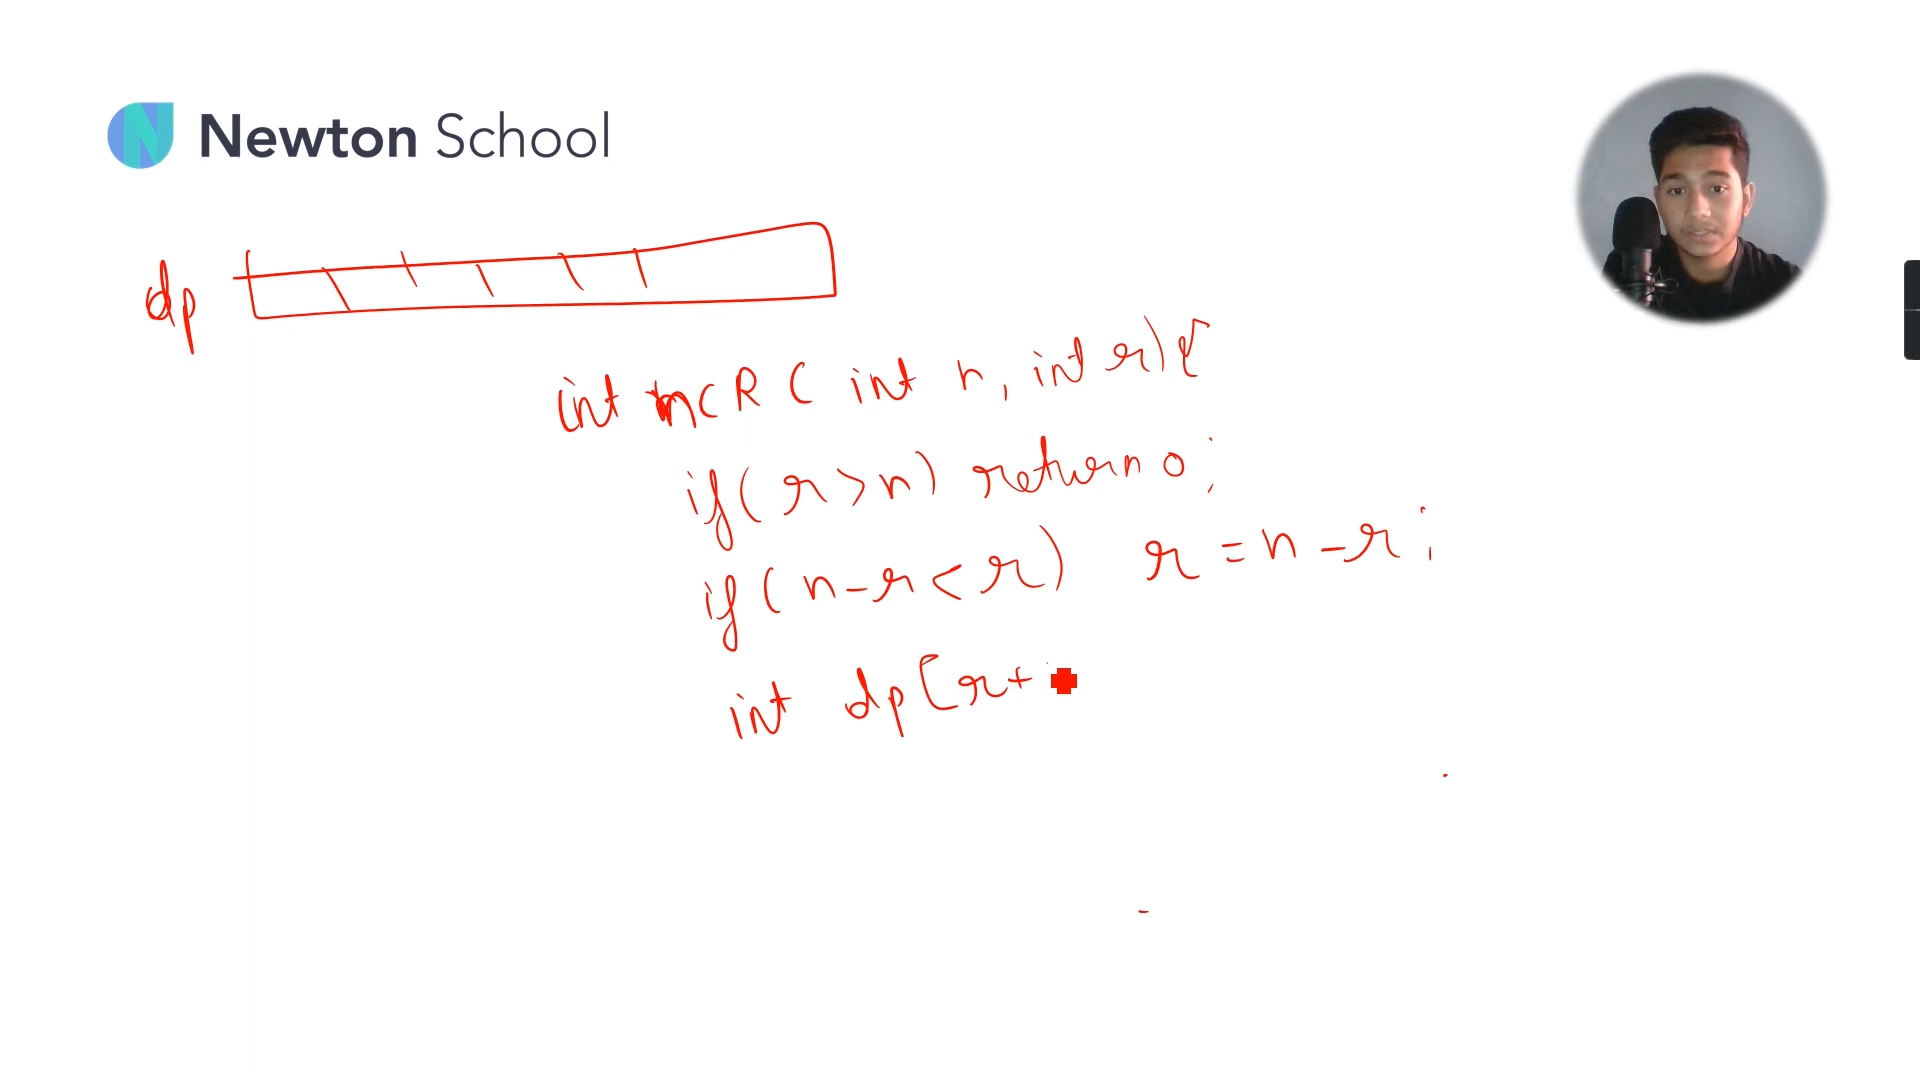 Newton School
dp
int ncR ( int n, int r) {
if( r > n) return 0 ;
if( n - r < r ) r = n - r ;
int dp [ r +